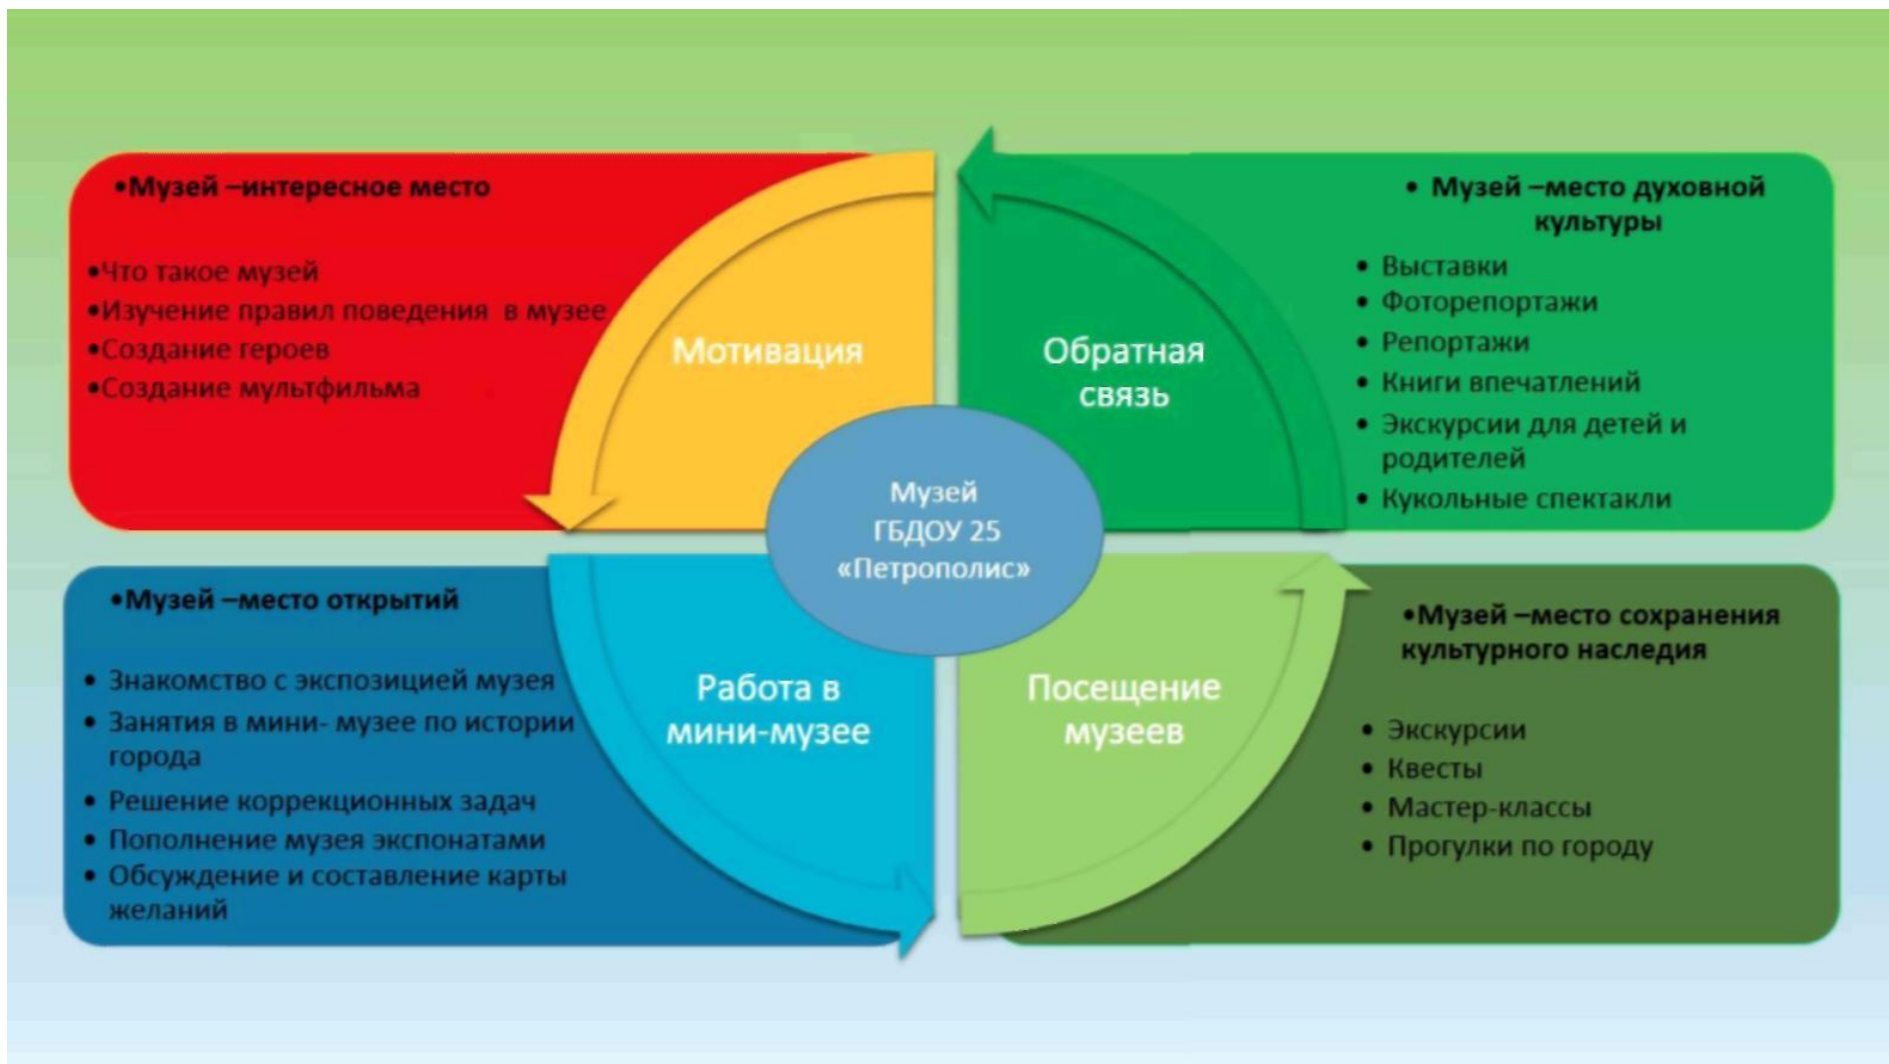 •Музей –интересное место
•Что такое музей
•Изучение правил поведения в музее
•Создание героев
•Создание мультфильма
Мотивация
Обратная
связь
• Музей –место духовной
культуры
• Выставки
• Фоторепортажи
• Репортажи
• Книги впечатлений
• Экскурсии для детей и
родителей
• Кукольные спектакли
Музей
ГБДОУ 25
«Петрополис»
•Музей –место открытий
• Знакомство с экспозицией музея
• Занятия в мини- музее по истории
города
• Решение коррекционных задач
• Пополнение музея экспонатами
• Обсуждение и составление карты
желаний
Работа в
мини-музее
Посещение
музеев
•Музей –место сохранения
культурного наследия
• Экскурсии
• Квесты
• Мастер-классы
• Прогулки по городу